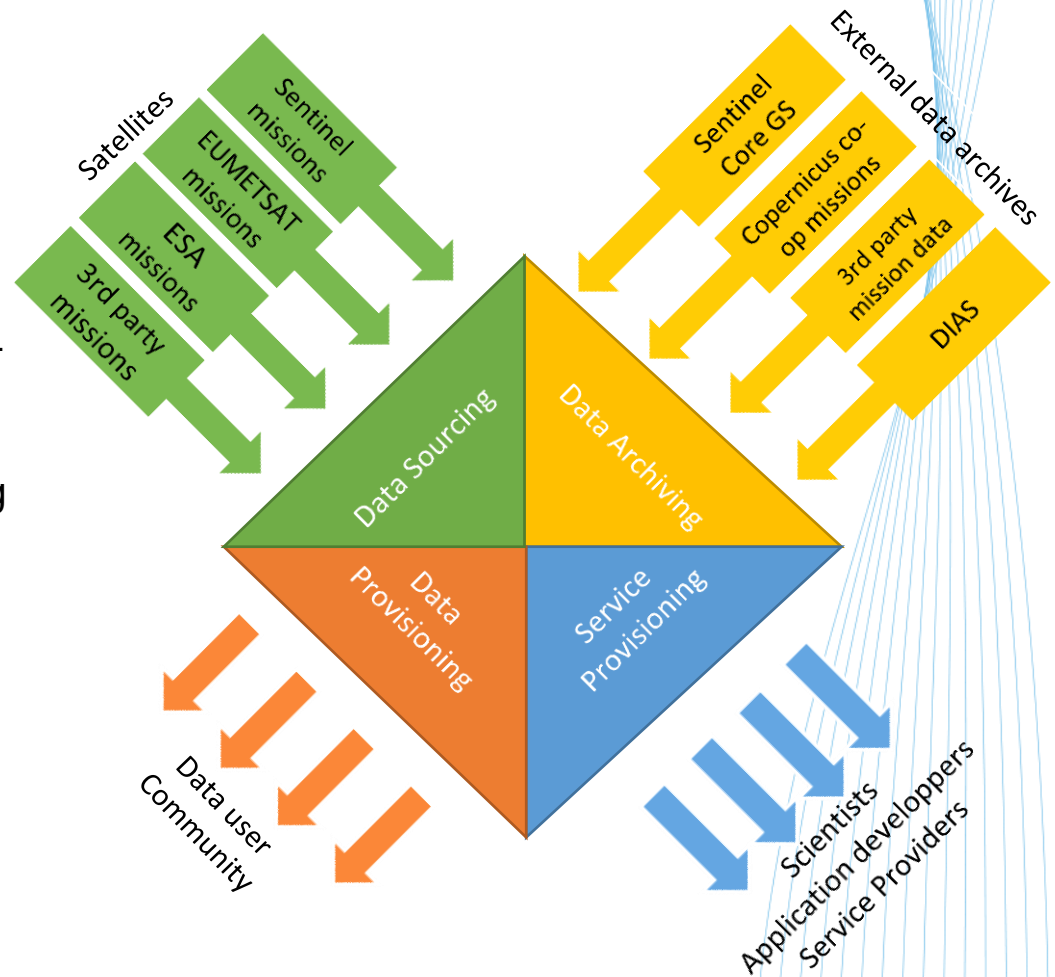 Satellites
Sentinel
missions
EUMETSAT
missions
ESA
missions
3rd party
missions
External data archives
Sentinel
Core GS
Copernicus co-
op missions
3rd party
mission data
DIAS
Data Sourcing
Data Archiving
Data
Provisioning
Service
Provisioning
g
Data user
Community
Scientists
Application developpers
Service Providers